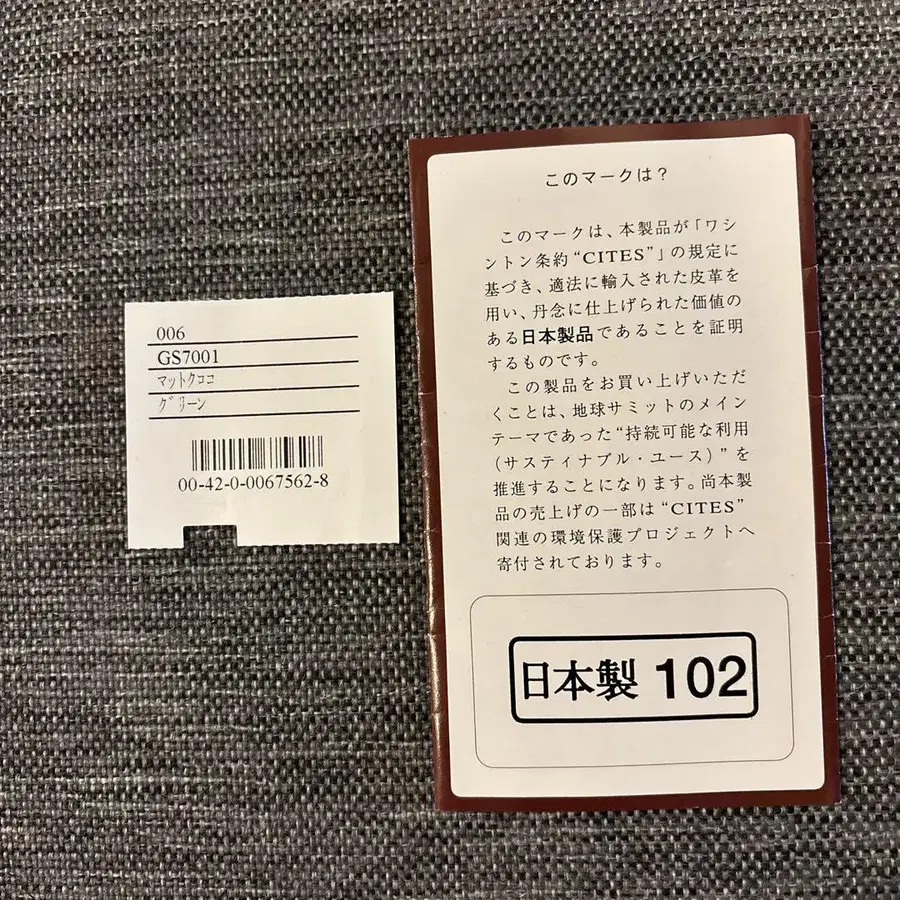 006
GS7001
マットクココ
グリーン
00-42-0-0067562-8
このマークは?
このマークは、本製品が「ワシ
ントン条約“CITES”」の規定に
基づき、適法に輸入された皮革を
用い、丹念に仕上げられた価値の
ある日本製品であることを証明
するものです。
この製品をお買い上げいただ
くことは、地球サミットのメイン
テーマであった“持続可能な利用
(サスティナブル・ユース)”を
推進することになります。尚本製
品の売上げの一部は“CITES”
関連の環境保護プロジェクトへ
寄付されております。
日本製 102